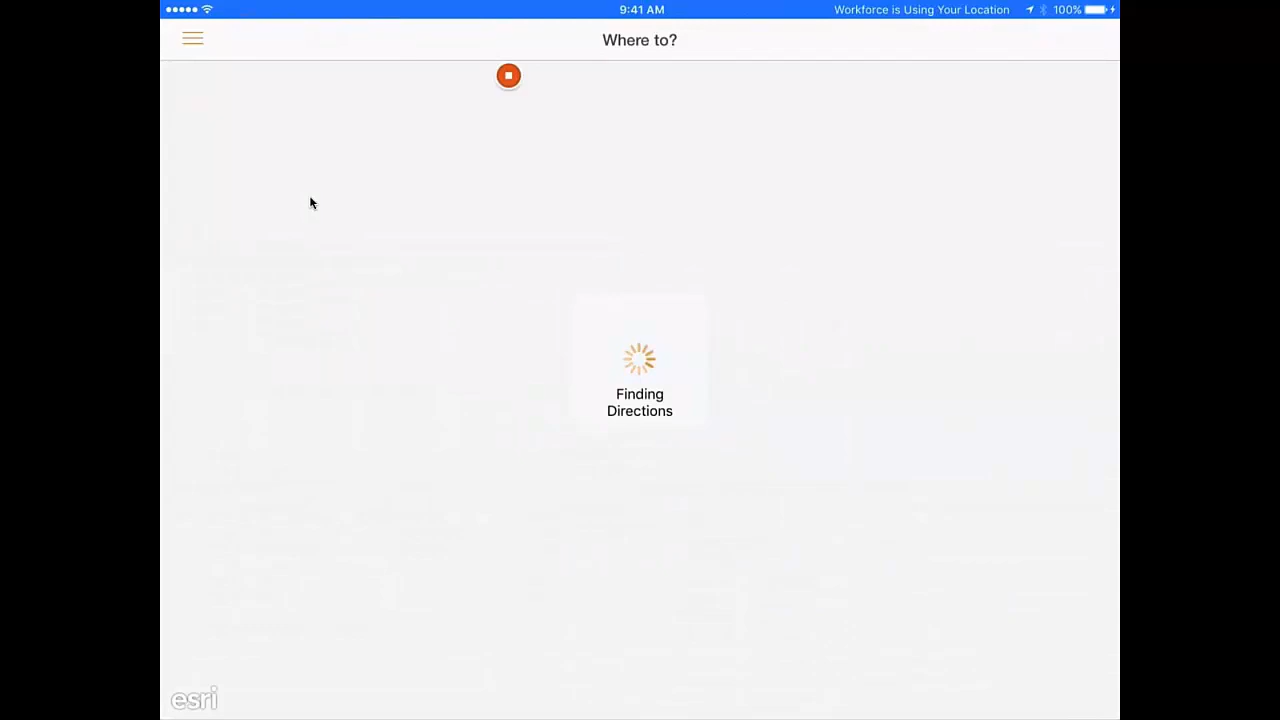 9:41 AM
Workforce is Using Your Location
100%
Where to?
Finding
Directions
esri